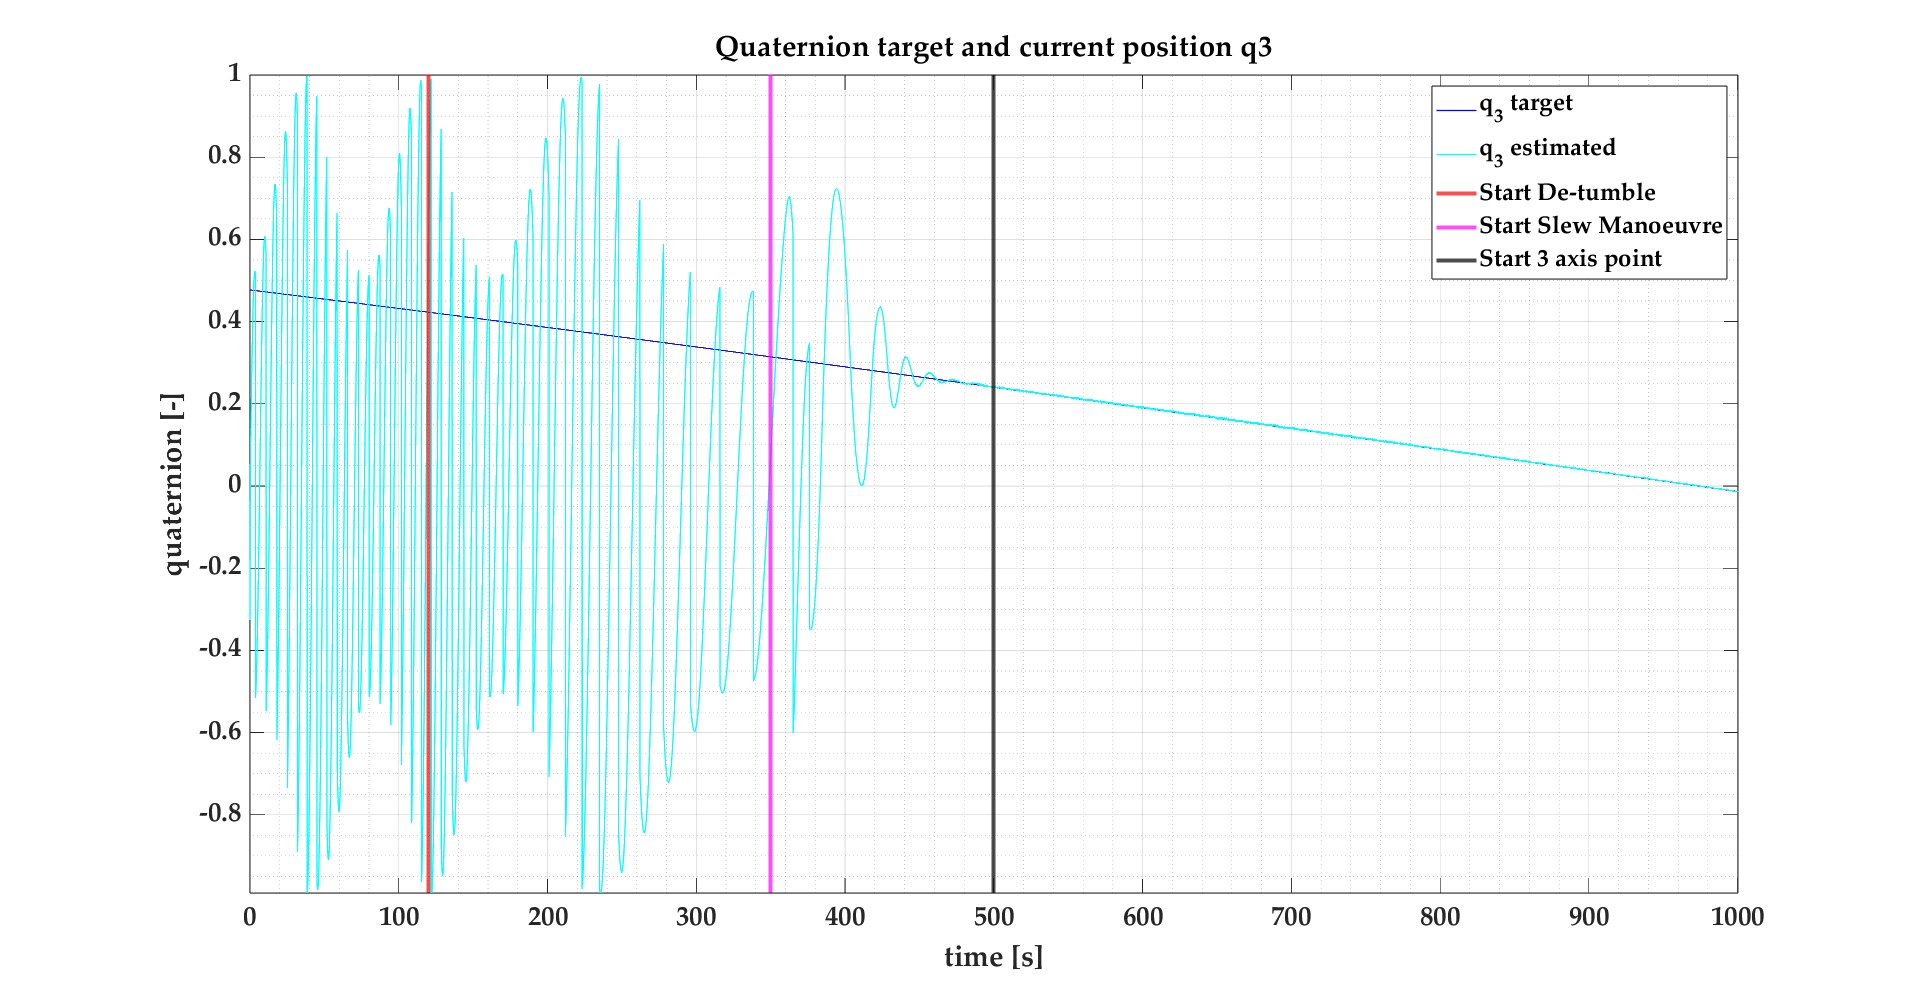 Quaternion target and current position q3
1
0.8
0.6
0.4
0.2
0
-0.2
-0.4
-0.6
-0.8
quaternion [-]
0 100 200 300 400 500 600 700 800 900 1000
time [s]
q3 target
q3 estimated
Start De-tumble
Start Slew Manoeuvre
Start 3 axis point